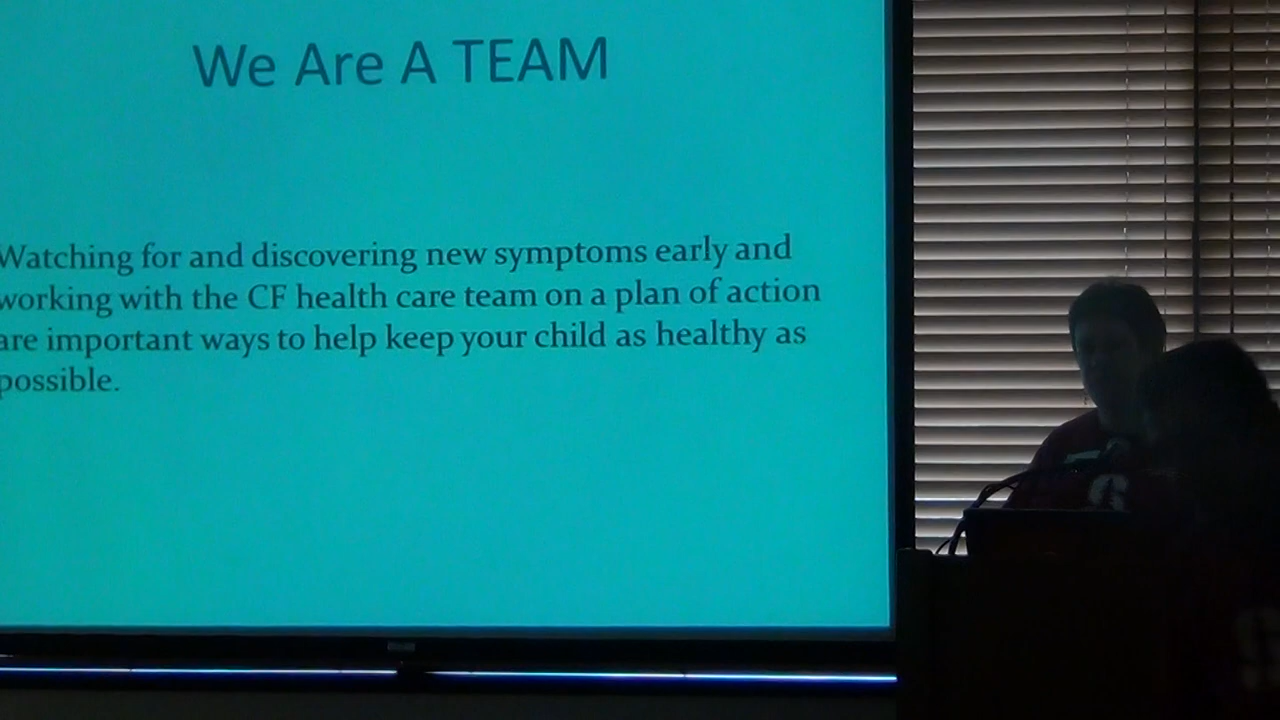 We Are A TEAM
Watching for and discovering new symptoms early and
working with the CF health care team on a plan of action
are important ways to help keep your child as healthy as
possible.